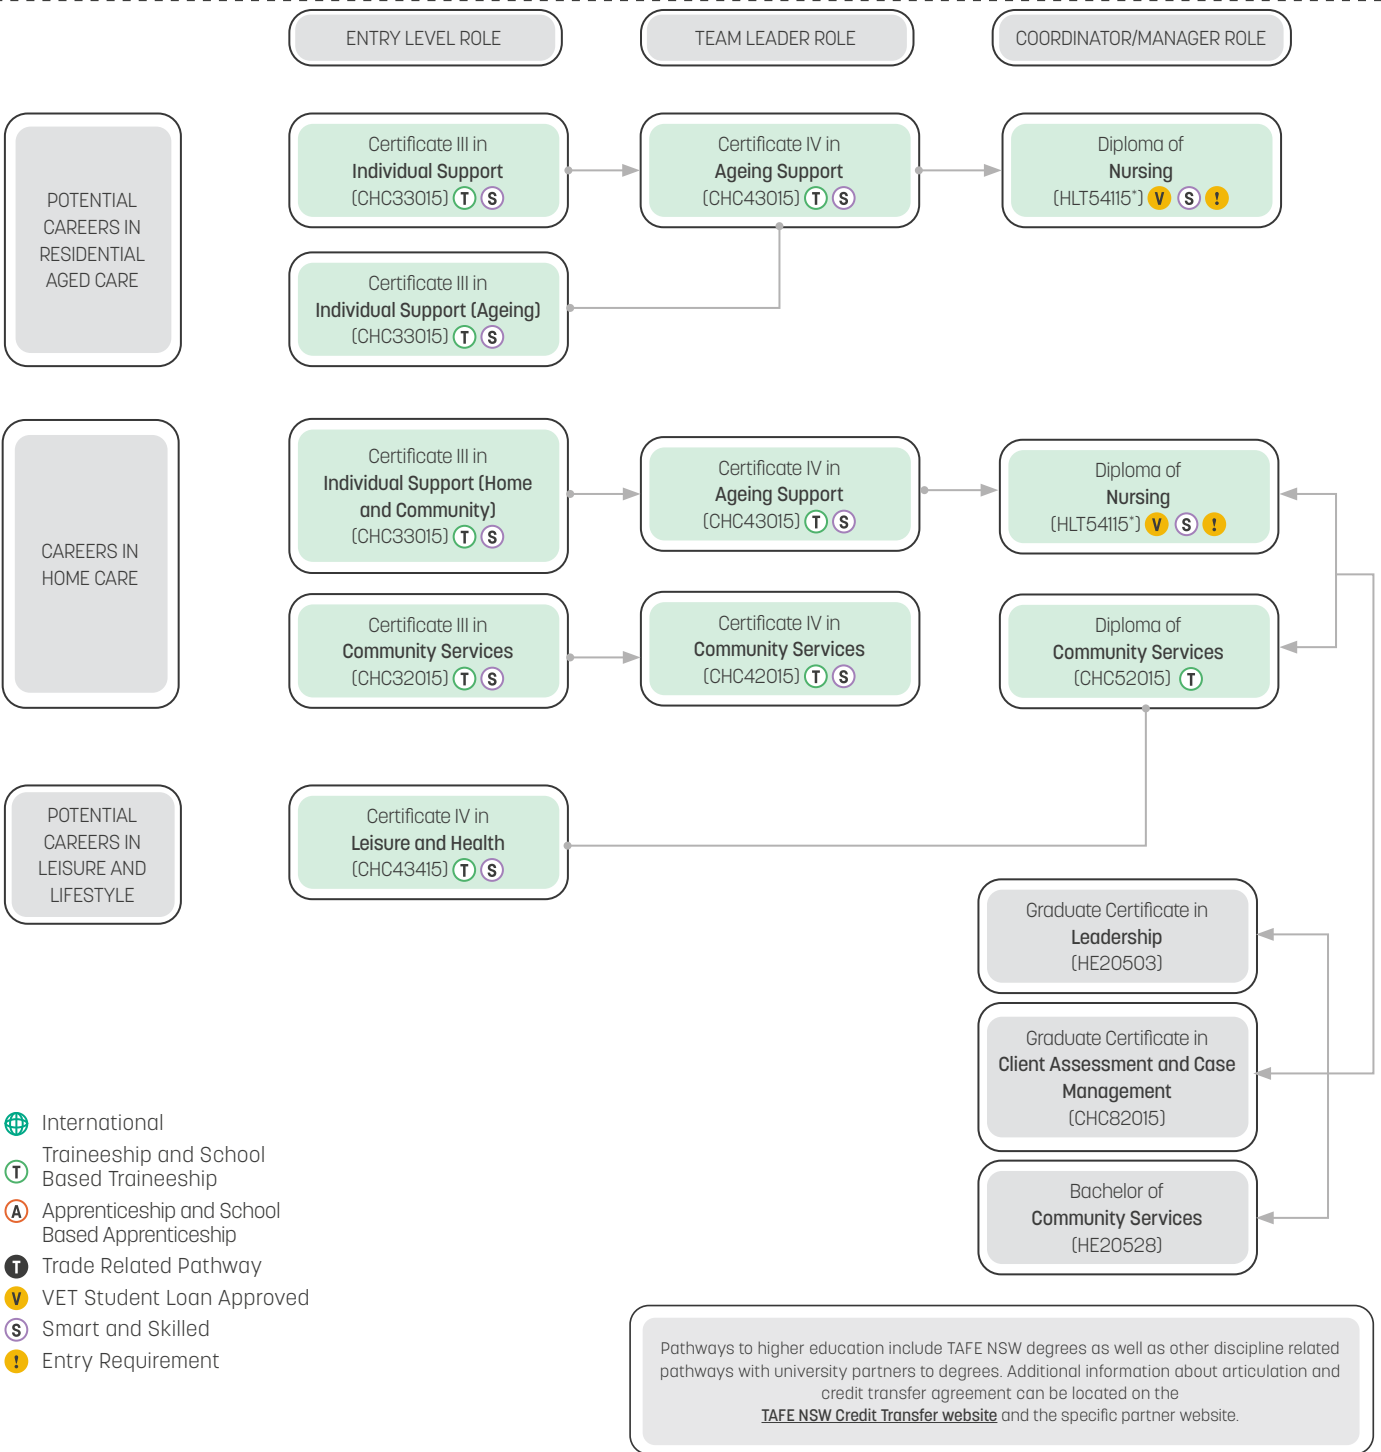 ENTRY LEVEL ROLE
TEAM LEADER ROLE
COORDINATOR/MANAGER ROLE
POTENTIAL
CAREERS IN
RESIDENTIAL
AGED CARE
Certificate III in
Individual Support
(CHC33015) T S
Certificate IV in
Ageing Support
(CHC43015) T S
Diploma of
Nursing
(HLT54115*) V S !
Certificate III in
Individual Support (Ageing)
(CHC33015) T S
CAREERS IN
HOME CARE
Certificate III in
Individual Support (Home
and Community)
(CHC33015) T S
Certificate IV in
Ageing Support
(CHC43015) T S
Diploma of
Nursing
(HLT54115*) V S !
Certificate III in
Community Services
(CHC32015) T S
Certificate IV in
Community Services
(CHC42015) T S
Diploma of
Community Services
(CHC52015) T
POTENTIAL
CAREERS IN
LEISURE AND
LIFESTYLE
Certificate IV in
Leisure and Health
(CHC43415) T S
Graduate Certificate in
Leadership
(HE20503)
Graduate Certificate in
Client Assessment and Case
Management
(CHC82015)
Bachelor of
Community Services
(HE20528)
International
T Traineeship and School
Based Traineeship
A Apprenticeship and School
Based Apprenticeship
T Trade Related Pathway
V VET Student Loan Approved
S Smart and Skilled
! Entry Requirement
Pathways to higher education include TAFE NSW degrees as well as other discipline related
pathways with university partners to degrees. Additional information about articulation and
credit transfer agreement can be located on the
TAFE NSW Credit Transfer website and the specific partner website.